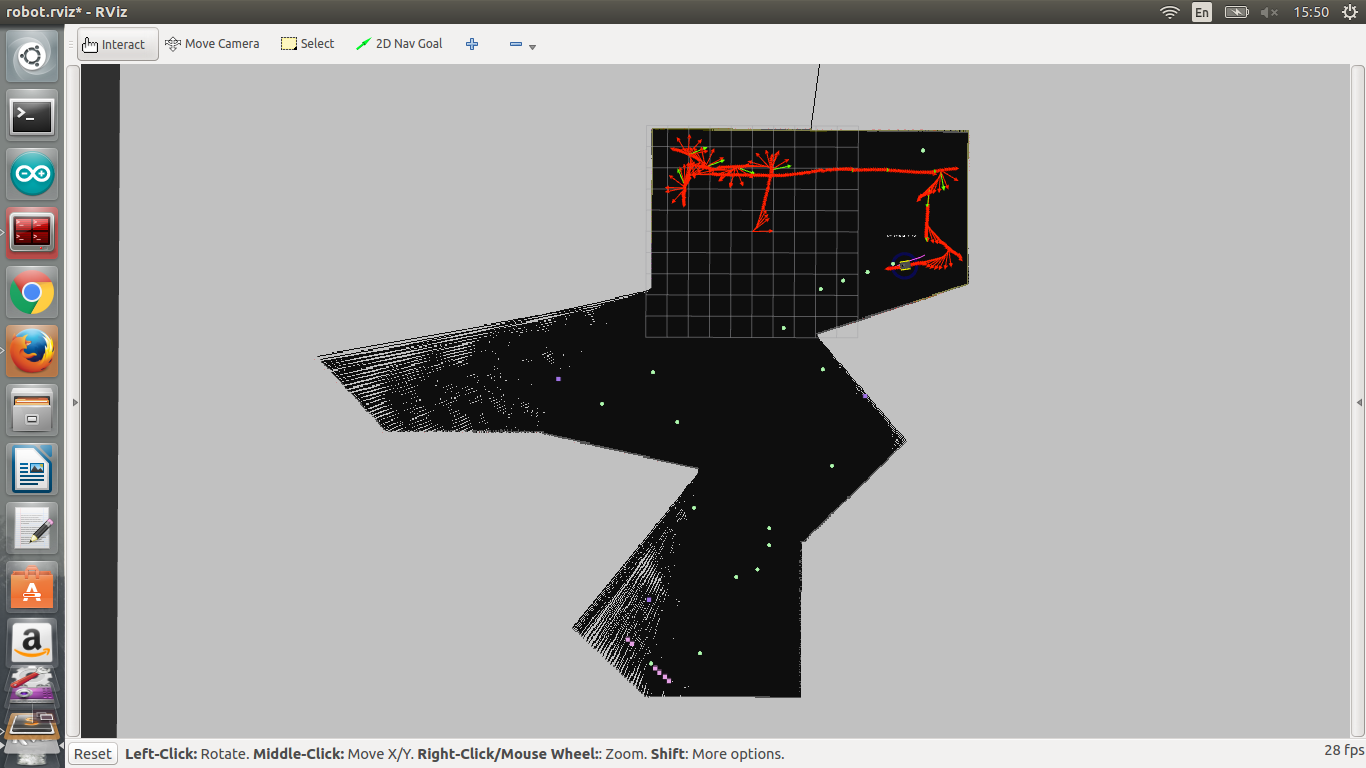 robot.rviz* - RViz
En
15:50
Interact
Move Camera
Select
2D Nav Goal
Reset
Left-Click: Rotate. Middle-Click: Move X/Y. Right-Click/Mouse Wheel:: Zoom. Shift: More options.
28 fps